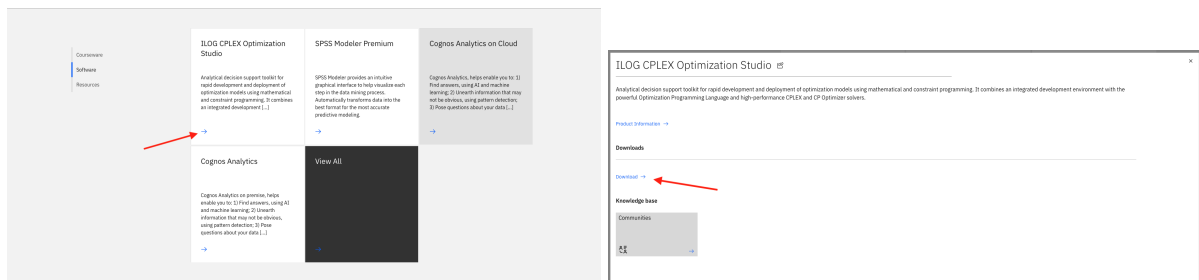 Courseware
Software
Resources
ILOG CPLEX Optimization
Studio
Analytical decision support toolkit for
rapid development and deployment of
optimization models using mathematical
and constraint programming. It combines
an integrated development [...]
SPSS Modeler Premium
SPSS Modeler provides an intuitive
graphical interface to help visualize each
step in the data mining process.
Automatically transforms data into the
best format for the most accurate
predictive modeling.
Cognos Analytics on Cloud
Cognos Analytics, helps enable you to: 1)
Find answers, using AI and machine
learning; 2) Unearth information that may
not be obvious, using pattern detection;
3) Pose questions about your data [...]
Cognos Analytics
Cognos Analytics on premise, helps
enable you to: 1) Find answers, using AI
and machine learning; 2) Unearth
information that may not be obvious,
using pattern detection; 3) Pose
questions about your data [...]
View All
ILOG CPLEX Optimization Studio
Analytical decision support toolkit for rapid development and deployment of optimization models using mathematical and constraint programming. It combines an integrated development environment with the
powerful Optimization Programming Language and high-performance CPLEX and CP Optimizer solvers.
Product Information
Downloads
Download
Knowledge base
Communities